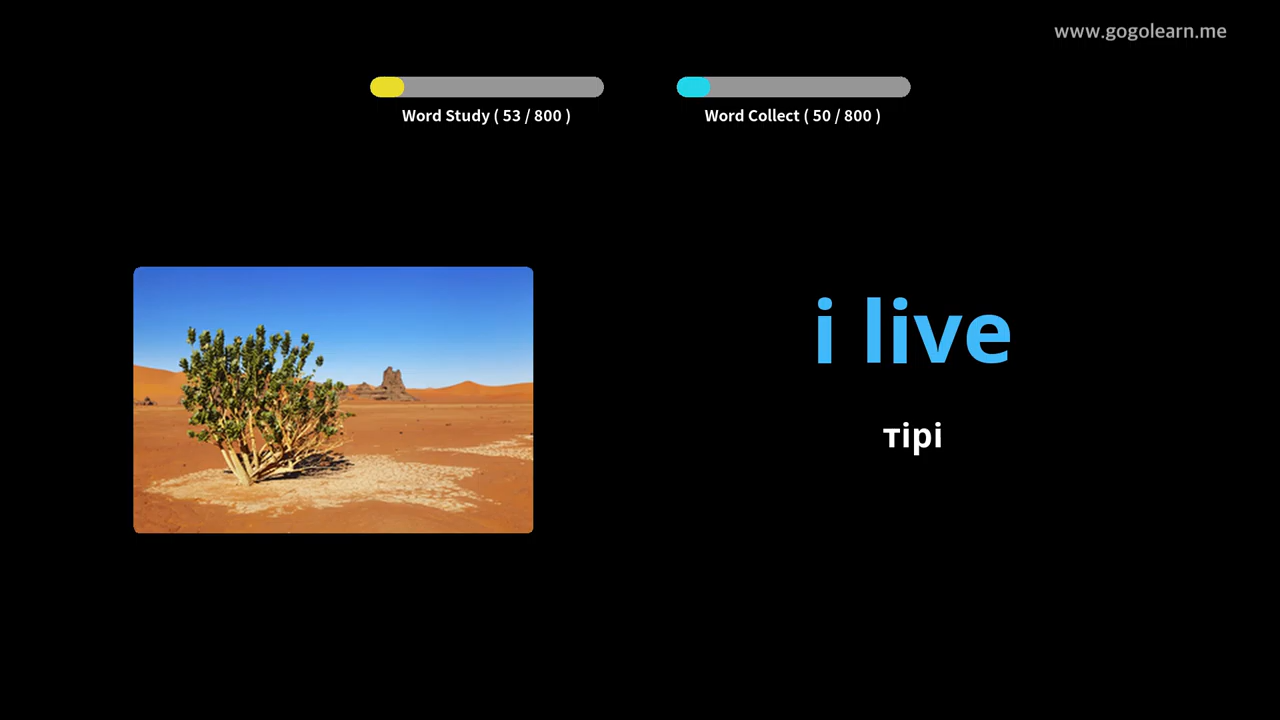 www.gogolearn.me
Word Study ( 53 / 800 )
Word Collect ( 50 / 800 )
i live
тірі